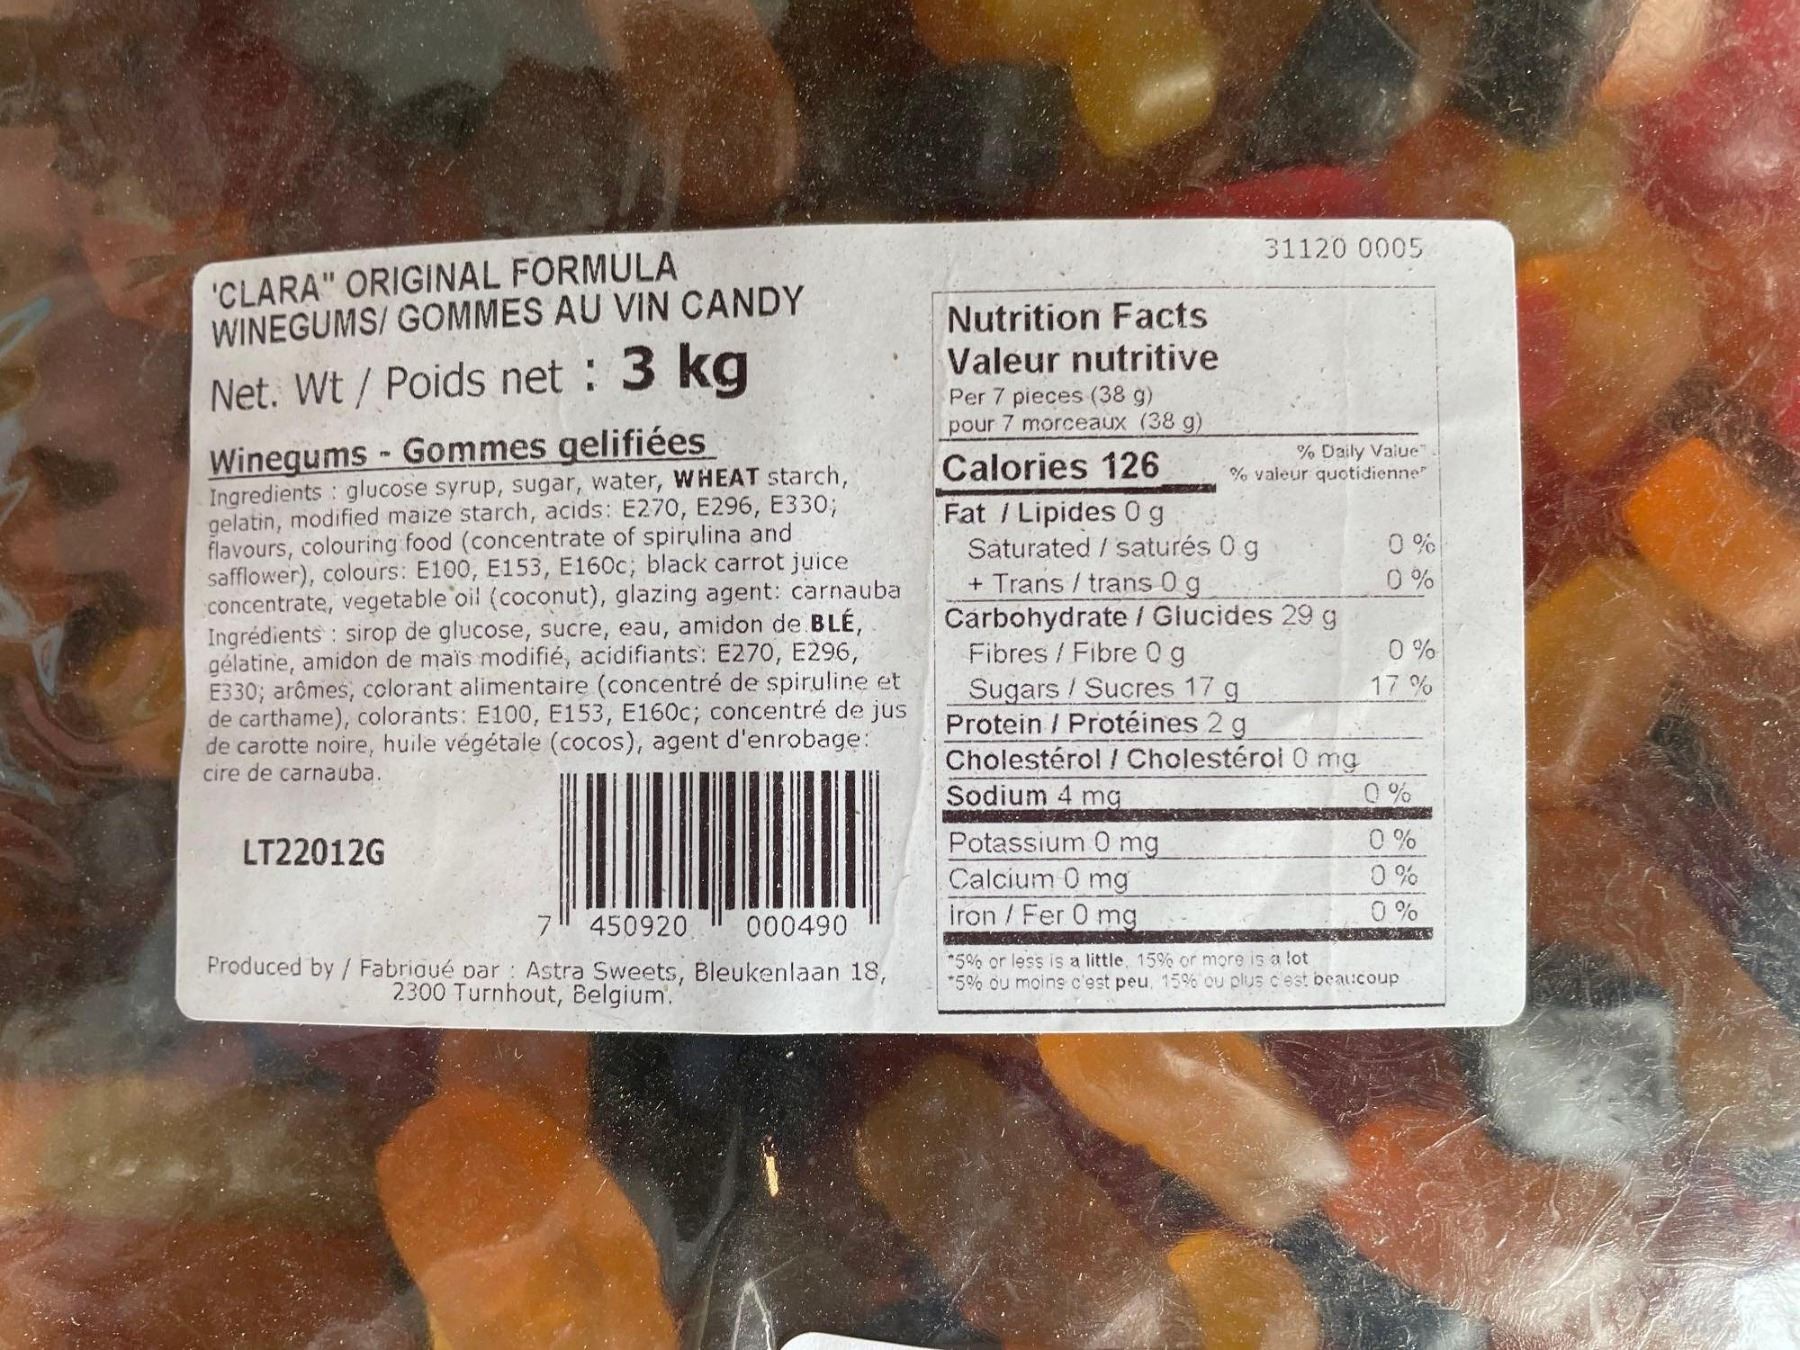 'CLARA" ORIGINAL FORMULA
WINEGUMS/ GOMMES AU VIN CANDY
Net. Wt / Poids net : 3 kg
Winegums - Gommes gelifiées
Ingredients : glucose syrup, sugar, water, WHEAT starch,
gelatin, modified maize starch, acids: E270, E296, E330;
flavours, colouring food (concentrate of spirulina and
safflower), colours: E100, E153, E160c; black carrot juice
concentrate, vegetable oil (coconut), glazing agent: carnauba
Ingrédients : sirop de glucose, sucre, eau, amidon de BLÉ,
gélatine, amidon de maïs modifié, acidifiants: E270, E296,
E330; arômes, colorant alimentaire (concentré de spiruline et
de carthame), colorants: E100, E153, E160c; concentré de jus
de carotte noire, huile végétale (cocos), agent d'enrobage:
cire de carnauba.
LT22012G
7 450920 000490
Produced by / Fabriqué par : Astra Sweets, Bleukenlaan 18,
2300 Turnhout, Belgium.
31120 0005
Nutrition Facts
Valeur nutritive
Per 7 pieces (38 g)
pour 7 morceaux (38 g)
Calories 126
% Daily Value*
% valeur quotidienne*
Fat / Lipides 0 g
Saturated / saturés 0 g 0 %
+ Trans / trans 0 g 0 %
Carbohydrate / Glucides 29 g
Fibres / Fibre 0 g 0 %
Sugars / Sucres 17 g 17 %
Protein / Protéines 2 g
Cholestérol / Cholestérol 0 mg
Sodium 4 mg 0 %
Potassium 0 mg 0 %
Calcium 0 mg 0 %
Iron / Fer 0 mg 0 %
*5% or less is a little, 15% or more is a lot
*5% ou moins c'est peu, 15% ou plus c'est beaucoup